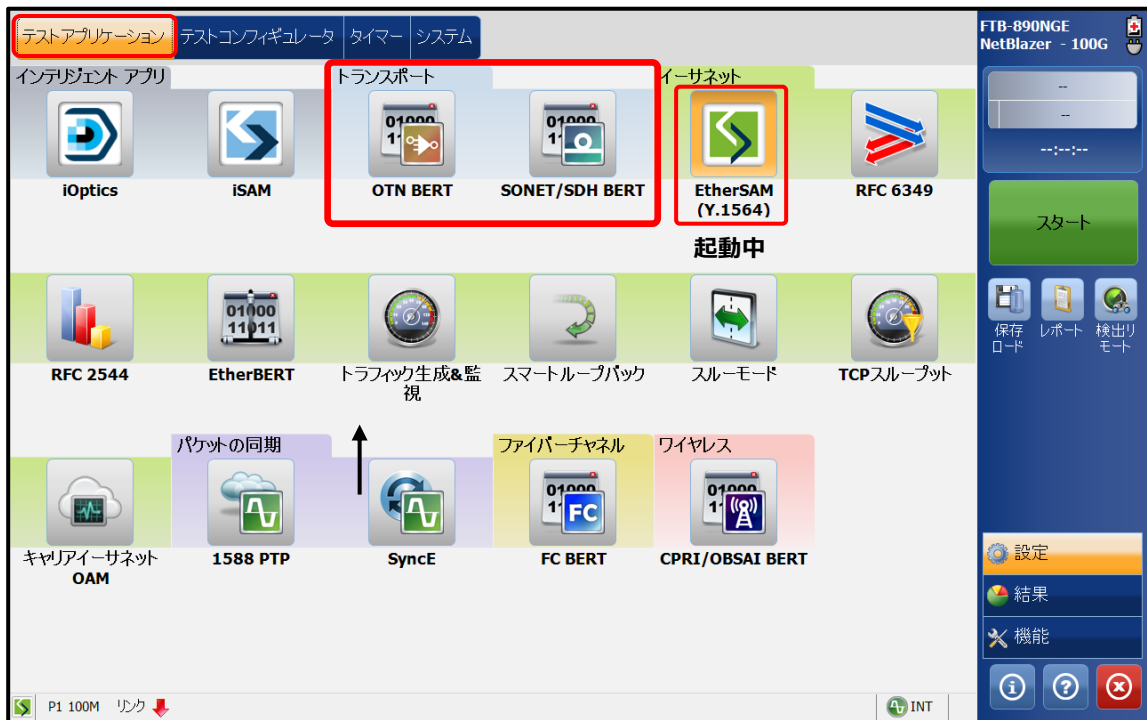 テストアプリケーション テストコンフィギュレータ タイマー システム
FTB-890NGE
NetBlazer - 100G
インテリジェント アプリ トランスポート イーサネット
--
--
--:--:--
01000
01000
iOptics iSAM OTN BERT SONET/SDH BERT EtherSAM
(Y.1564) RFC 6349
起動中
スタート
01000
11011
保存
ロード レポート 検出リ
モート
RFC 2544 EtherBERT トラフィック生成&監
視 スマートループバック スルーモード TCPスループット
パケットの同期 ファイバーチャネル ワイヤレス
01000
FC
01000
キャリアイーサネット
OAM 1588 PTP SyncE FC BERT CPRI/OBSAI BERT
設定
結果
機能
P1 100M リンク INT